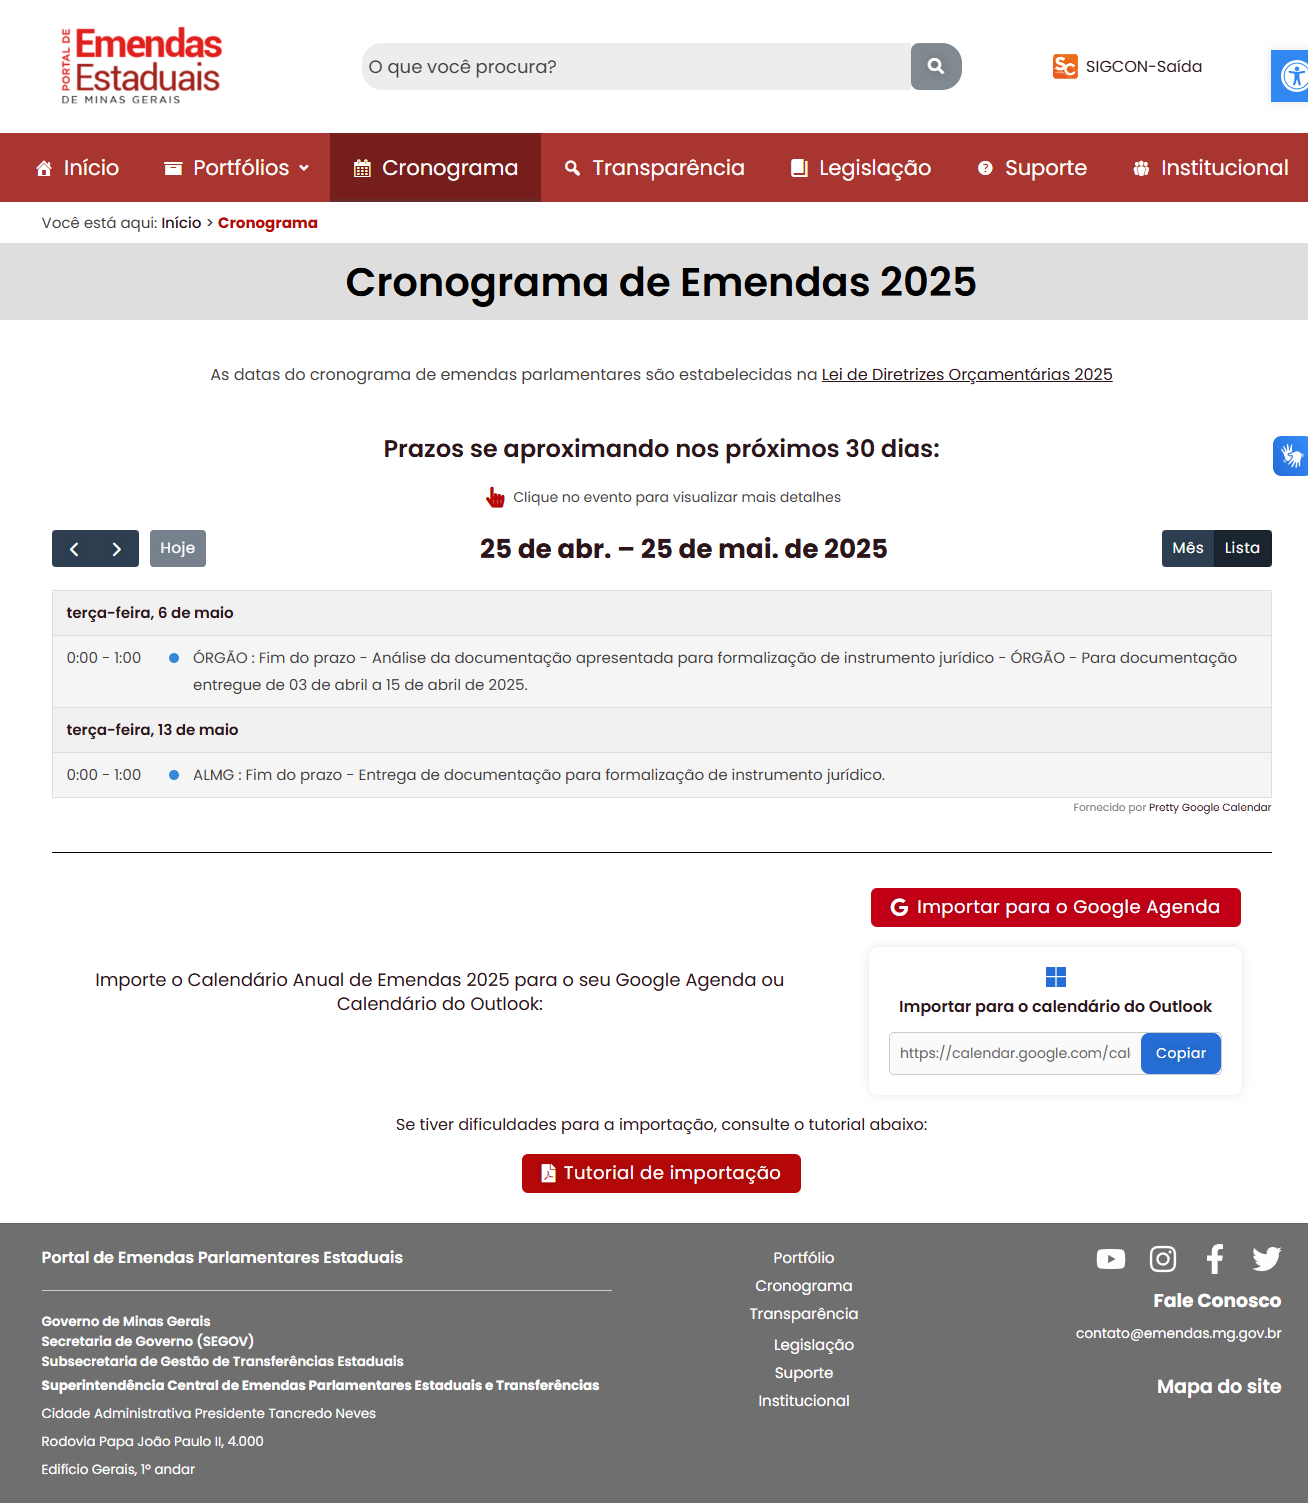 PORTAL DE
Emendas
Estaduais
DE MINAS GERAIS
O que você procura?
SC SIGCON-Saída
Início Portfólios Cronograma Transparência Legislação Suporte Institucional
Você está aqui: Início > Cronograma
Cronograma de Emendas 2025
As datas do cronograma de emendas parlamentares são estabelecidas na Lei de Diretrizes Orçamentárias 2025
Prazos se aproximando nos próximos 30 dias:
Clique no evento para visualizar mais detalhes
Hoje 25 de abr. – 25 de mai. de 2025 Mês Lista
terça-feira, 6 de maio
0:00 - 1:00 ÓRGÃO : Fim do prazo - Análise da documentação apresentada para formalização de instrumento jurídico - ÓRGÃO - Para documentação
entregue de 03 de abril a 15 de abril de 2025.
terça-feira, 13 de maio
0:00 - 1:00 ALMG : Fim do prazo - Entrega de documentação para formalização de instrumento jurídico.
Fornecido por Pretty Google Calendar
Importar para o Google Agenda
Importe o Calendário Anual de Emendas 2025 para o seu Google Agenda ou
Calendário do Outlook:
Importar para o calendário do Outlook
https://calendar.google.com/cal Copiar
Se tiver dificuldades para a importação, consulte o tutorial abaixo:
Tutorial de importação
Portal de Emendas Parlamentares Estaduais
Governo de Minas Gerais
Secretaria de Governo (SEGOV)
Subsecretaria de Gestão de Transferências Estaduais
Superintendência Central de Emendas Parlamentares Estaduais e Transferências
Cidade Administrativa Presidente Tancredo Neves
Rodovia Papa João Paulo II, 4.000
Edifício Gerais, 1º andar
Portfólio
Cronograma
Transparência
Legislação
Suporte
Institucional
Fale Conosco
contato@emendas.mg.gov.br
Mapa do site